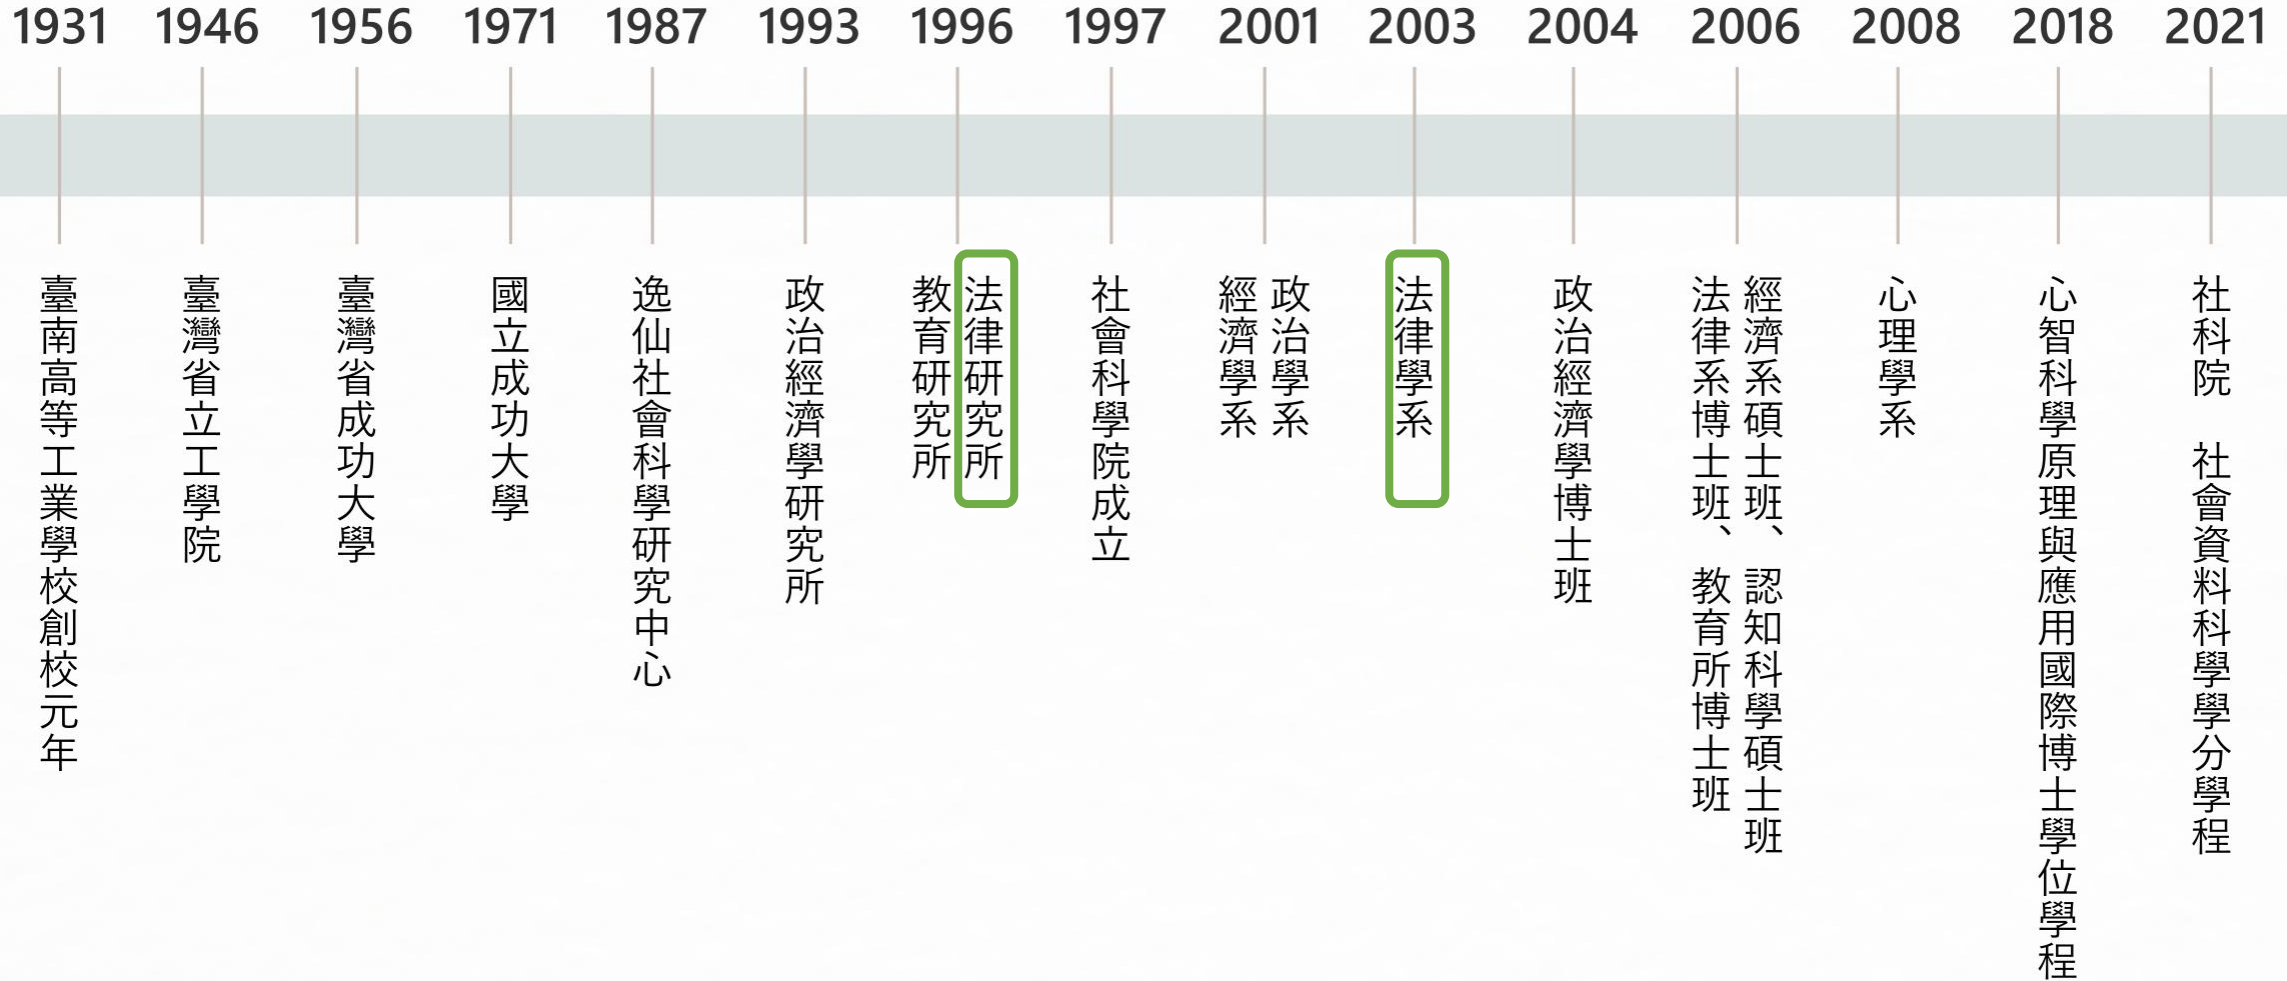 1931
臺南高等工業學校創校元年
1946
臺灣省立工學院
1956
臺灣省成功大學
1971
國立成功大學
1987
逸仙社會科學研究中心
1993
政治經濟學研究所
1996
法律研究所
教育研究所
1997
社會科學院成立
2001
政治學系
經濟學系
2003
法律學系
2004
政治經濟學博士班
2006
經濟系碩士班、認知科學碩士班
法律系博士班、教育所博士班
2008
心理學系
2018
心智科學原理與應用國際博士學位學程
2021
社科院 社會資料科學學分學程